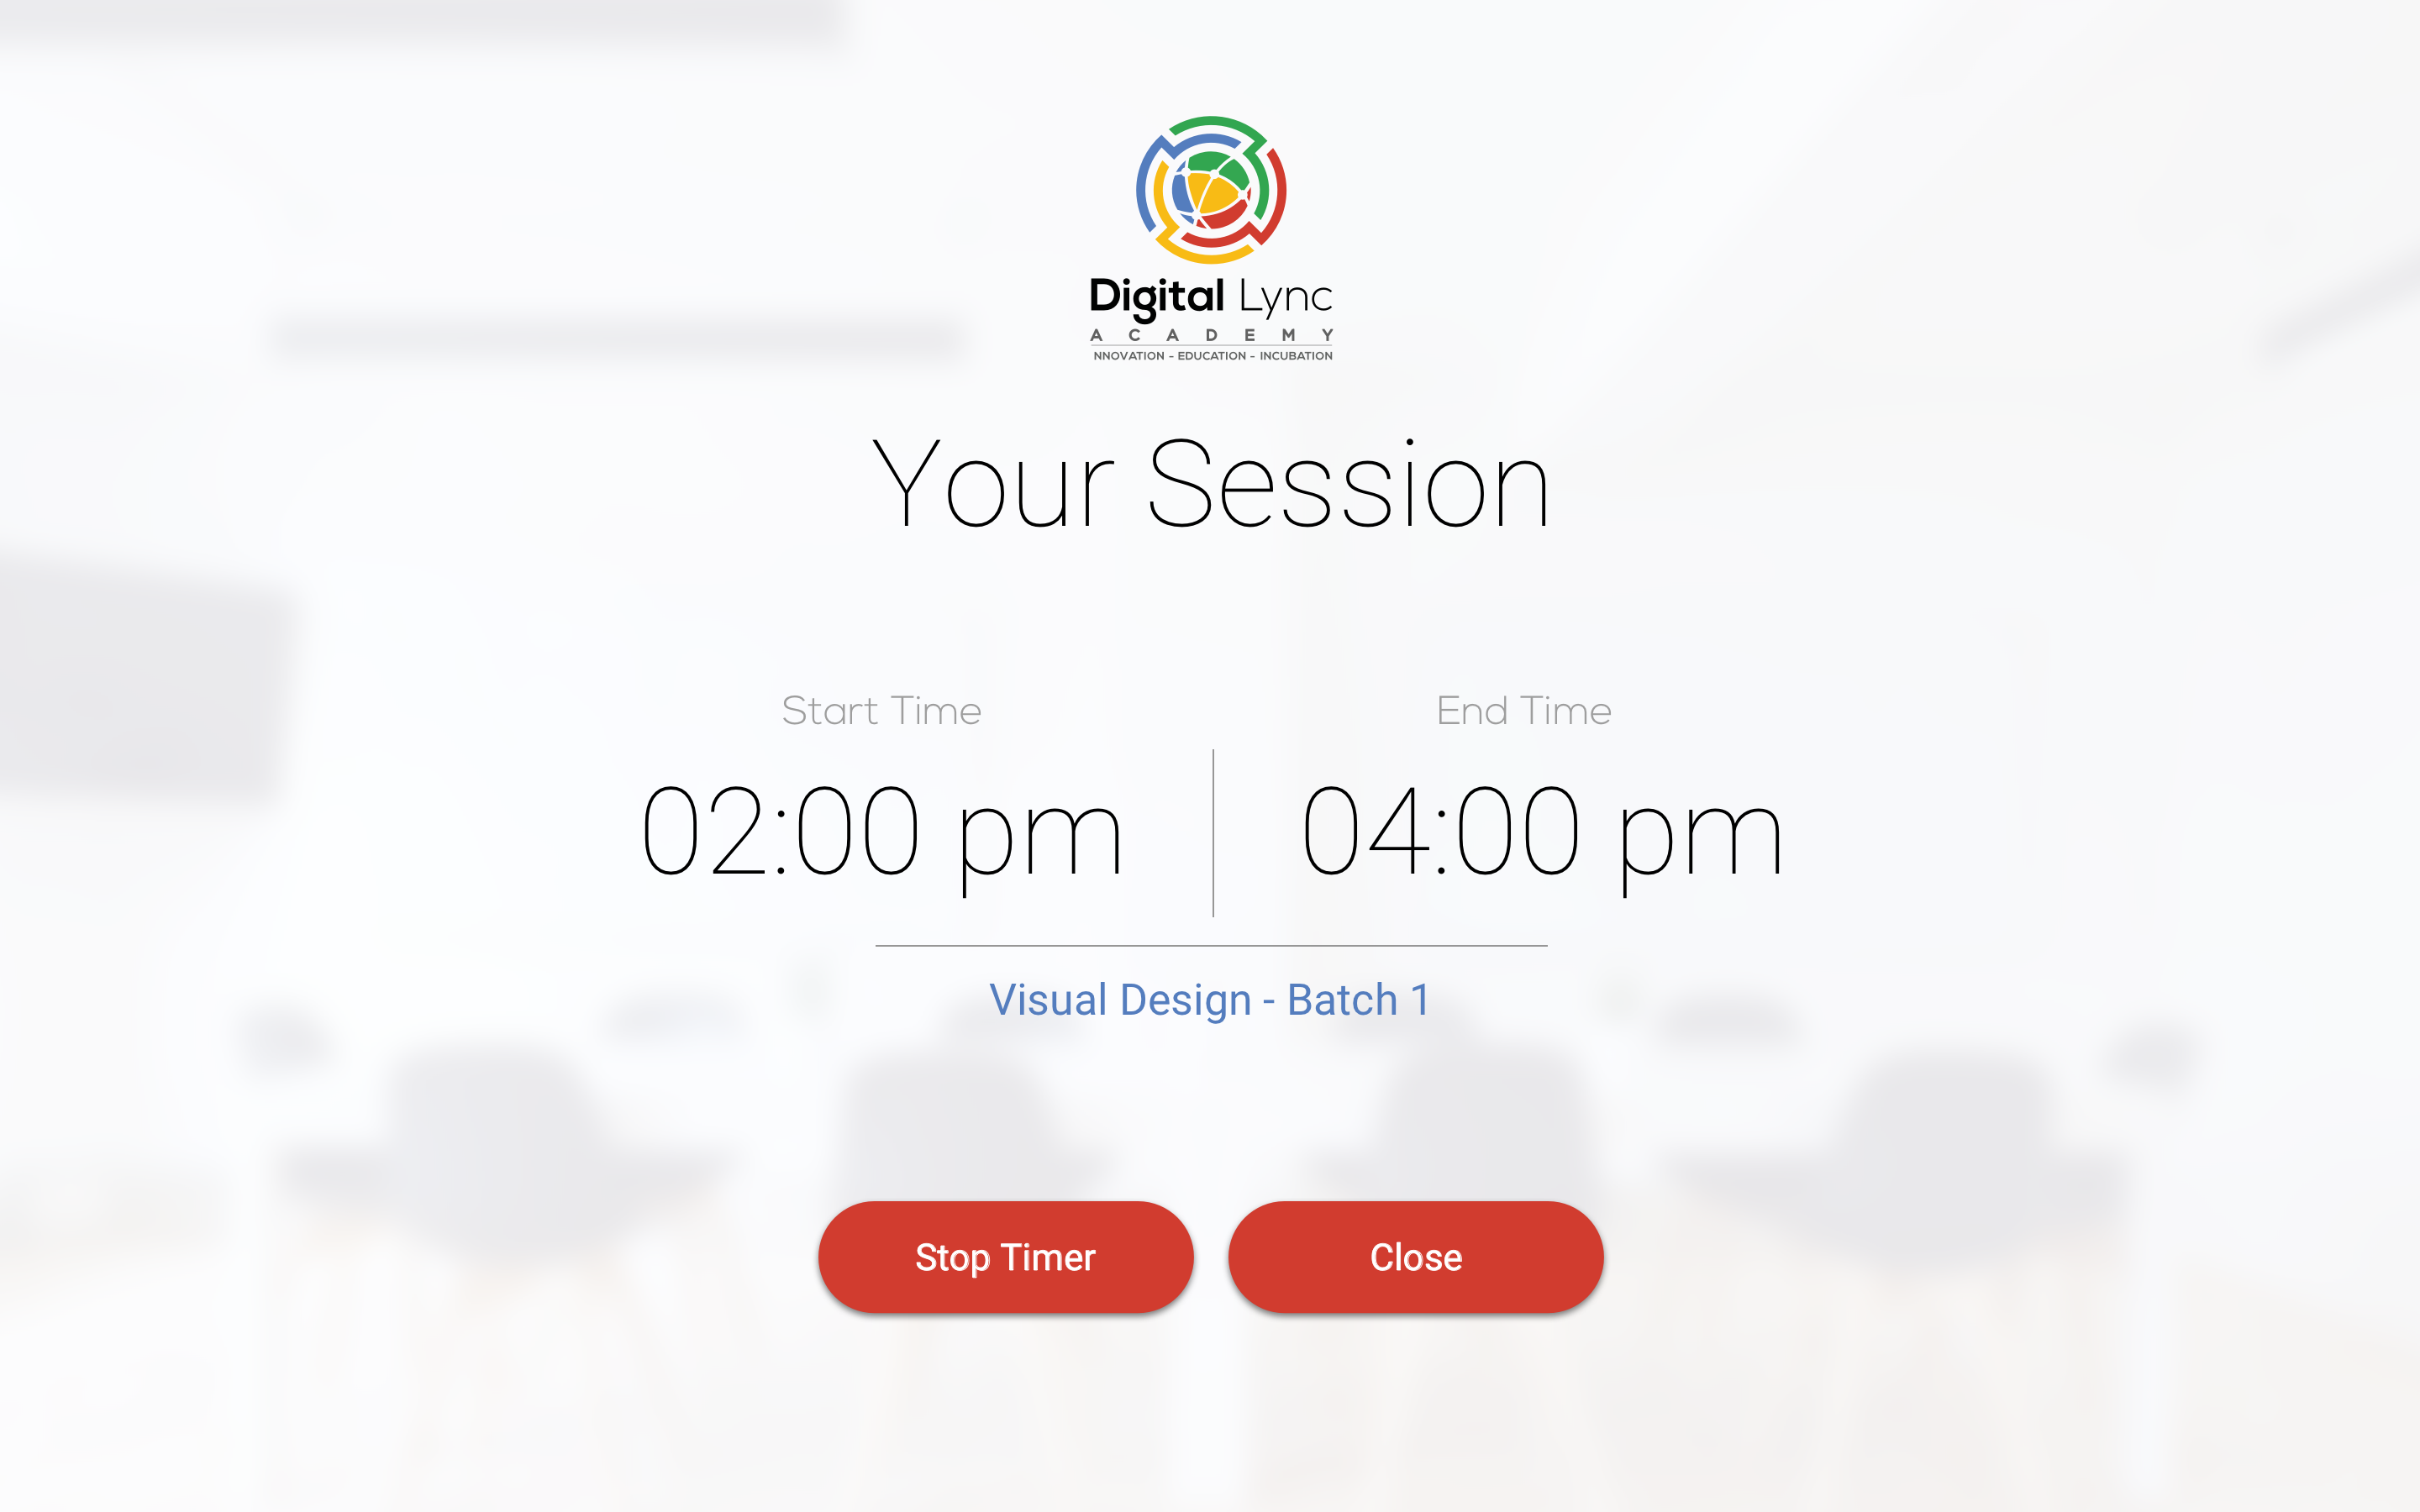 Digital Lync
ACADEMY
NNOVATION - EDUCATION - INCUBATION
Your Session
Start Time
End Time
02:00 pm
04:00 pm
Visual Design - Batch 1
Stop Timer
Close